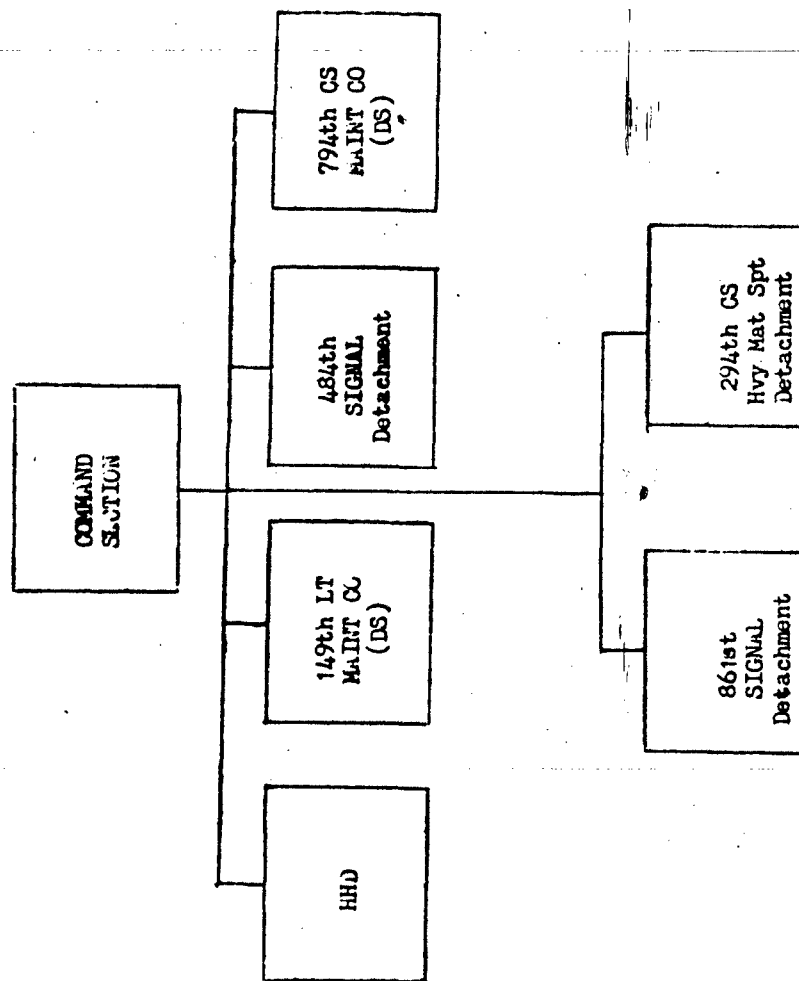 COMMAND
SECTION
HHD
149th LT
MAINT CO
(DS)
484th
SIGNAL
Detachment
794th CS
MAINT CO
(DS)
861st
SIGNAL
Detachment
294th GS
Hvy Mat Spt
Detachment